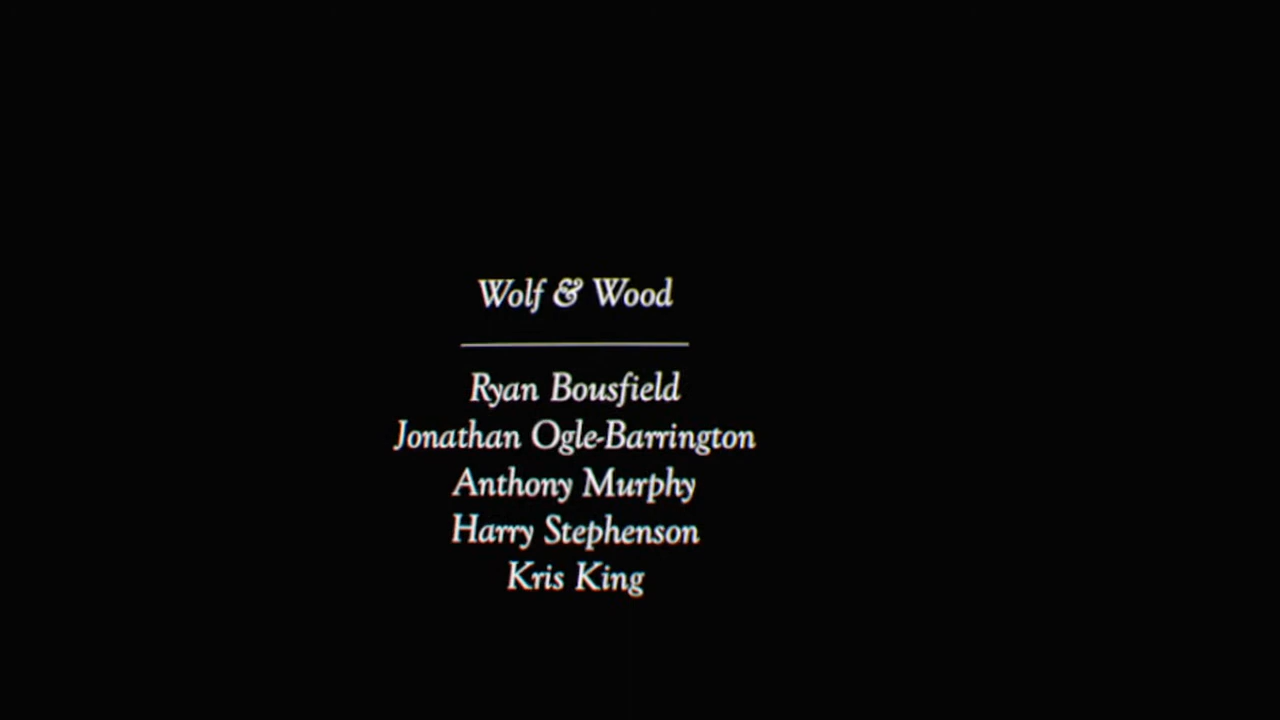 Wolf & Wood
Ryan Bousfield
Jonathan Ogle-Barrington
Anthony Murphy
Harry Stephenson
Kris King